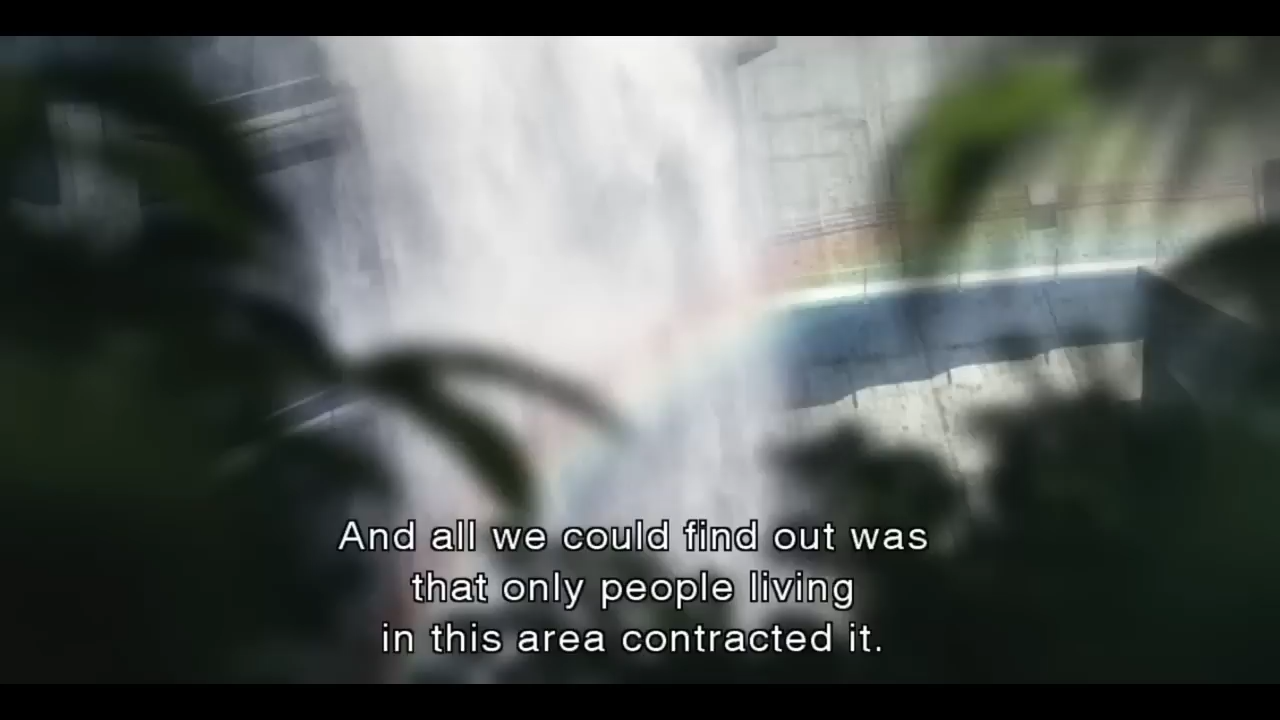 And all we could find out was
that only people living
in this area contracted it.